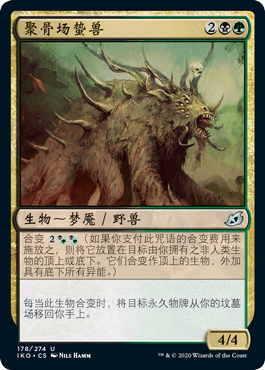 聚骨场蛰兽 2
生物～梦魇／野兽
合变 2 （如果你支付此咒语的合变费用来
施放之，则将它放置在目标由你拥有之非人类生
物的顶上或底下。它们合变作顶上的生物，外加
具有底下所有异能。）
每当此生物合变时，将目标永久物牌从你的坟墓
场移回你手上。
4/4
178/274 U
IKO • CS NILS HAMM
™ & © 2020 Wizards of the Coast